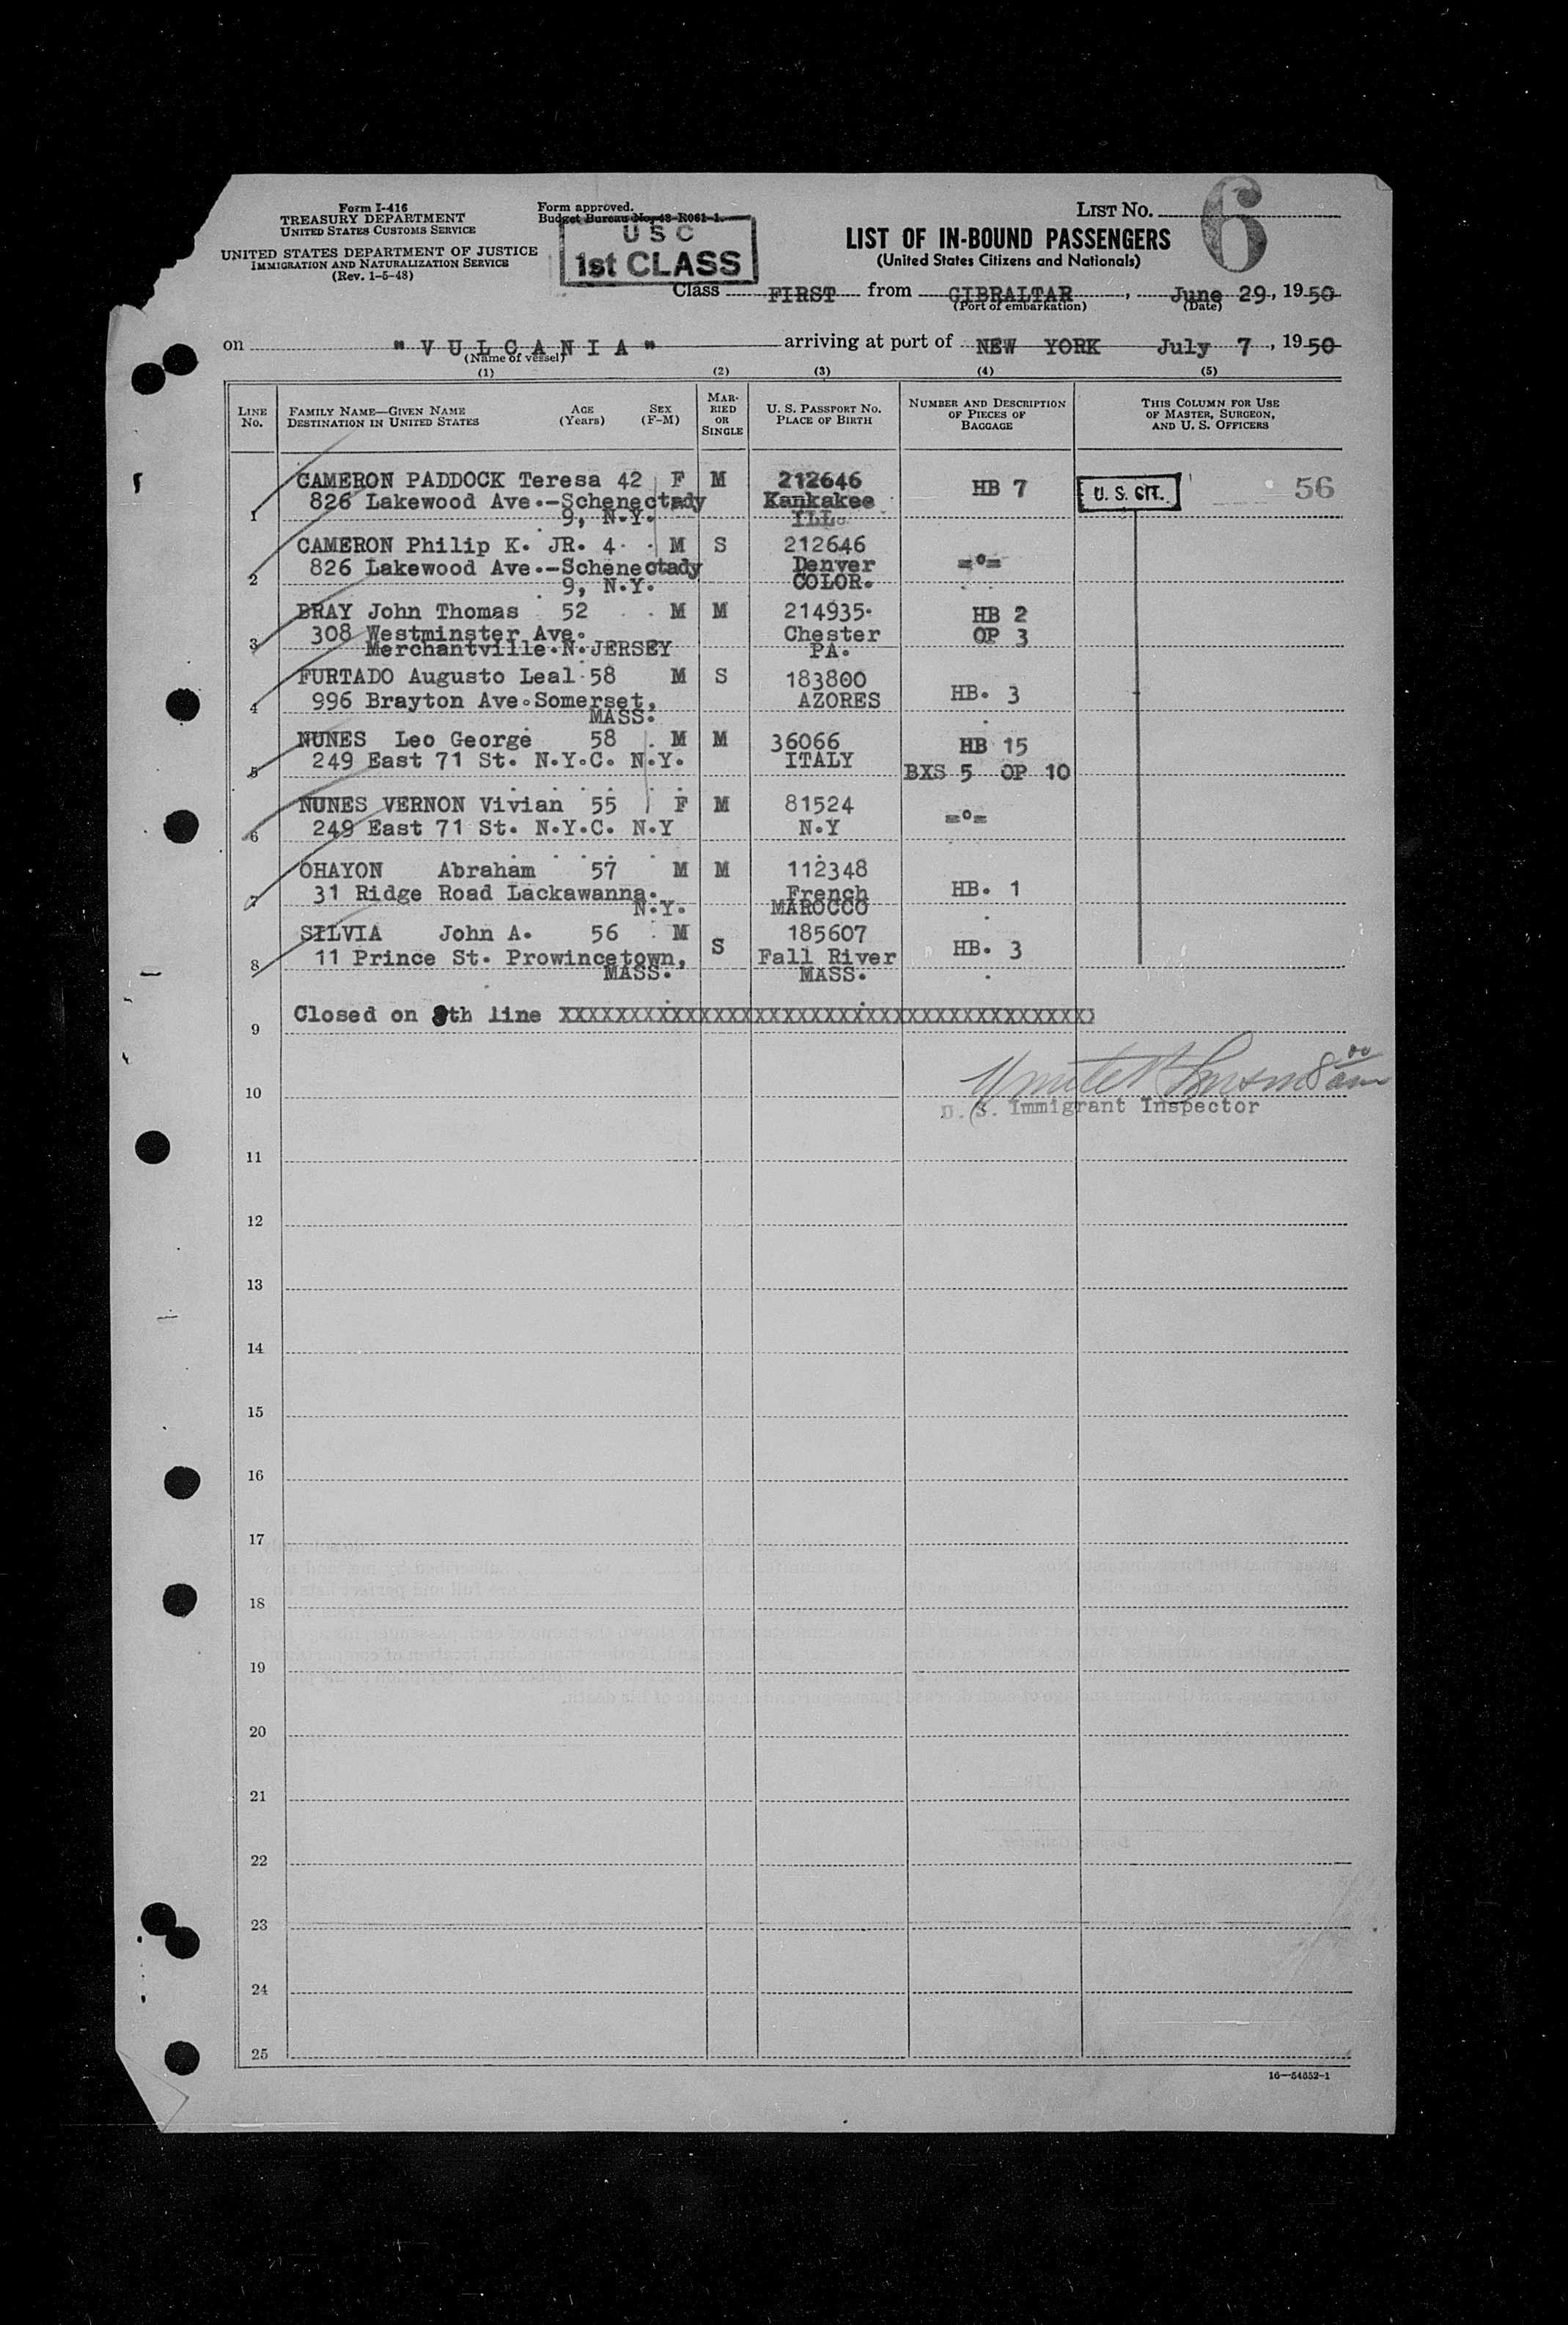 Form I-416
TREASURY DEPARTMENT
UNITED STATES CUSTOMS SERVICE
UNITED STATES DEPARTMENT OF JUSTICE
IMMIGRATION AND NATURALIZATION SERVICE
(Rev. 1-5-48)
Form approved.
Budget Bureau No. 43-R061-1.
U S C
1st CLASS
LIST NO. 6
LIST OF IN-BOUND PASSENGERS
(United States Citizens and Nationals)
Class FIRST from GIBRALTAR, June 29, 1950
(Port of embarkation) (Date)
on "VULCANIA" arriving at port of NEW YORK July 7, 1950
(Name of vessel)
(1) (2) (3) (4) (5)
LINE NO. FAMILY NAME—GIVEN NAME DESTINATION IN UNITED STATES AGE (Years) SEX (F-M) MARRIED OR SINGLE U. S. PASSPORT NO. PLACE OF BIRTH NUMBER AND DESCRIPTION OF PIECES OF BAGGAGE THIS COLUMN FOR USE OF MASTER, SURGEON, AND U. S. OFFICERS
CAMERON PADDOCK Teresa 42 F M 212646 HB 7 U. S. CIT. 56
826 Lakewood Ave.-Schenectady Kankakee
1 9, N.Y. ILL.
CAMERON Philip K. JR. 4 M S 212646
826 Lakewood Ave.-Schenectady Denver =º=
2 9, N.Y. COLOR.
BRAY John Thomas 52 M M 214935 HB 2
308 Westminster Ave. Chester OP 3
3 Merchantville.N.JERSEY PA.
FURTADO Augusto Leal 58 M S 183800
996 Brayton Ave.Somerset, AZORES HB. 3
4 MASS.
NUNES Leo George 58 M M 36066 HB 15
249 East 71 St. N.Y.C. N.Y. ITALY
5 BXS 5 OP 10
NUNES VERNON Vivian 55 F M 81524
6 249 East 71 St. N.Y.C. N.Y N.Y =º=
OHAYON Abraham 57 M M 112348
31 Ridge Road Lackawanna. French HB. 1
7 N.Y. MAROCCO
SILVIA John A. 56 M S 185607
11 Prince St. Prowincetown, Fall River HB. 3
8 MASS. MASS.
Closed on 8th line XXXXXXXXXXXXXXXXXXXXXXXXXXXXXXXXXXXXXX
9
8 00 am
10
U. S. Immigrant Inspector
11
12
13
14
15
16
17
18
19
20
21
22
23
24
25
16—54652-1